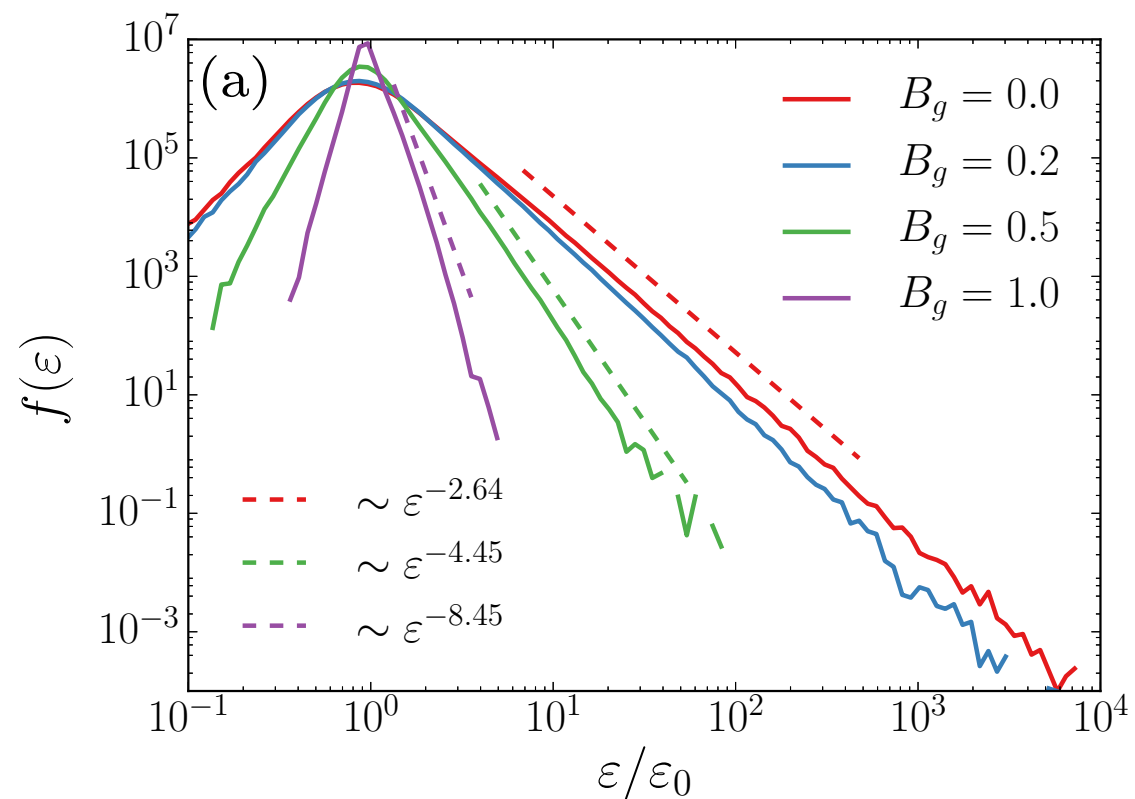 (a)
B_g = 0.0
B_g = 0.2
B_g = 0.5
B_g = 1.0
∼ ε^{-2.64}
∼ ε^{-4.45}
∼ ε^{-8.45}
f(ε)
10^7
10^5
10^3
10^1
10^{-1}
10^{-3}
10^{-1} 10^0 10^1 10^2 10^3 10^4
ε/ε_0